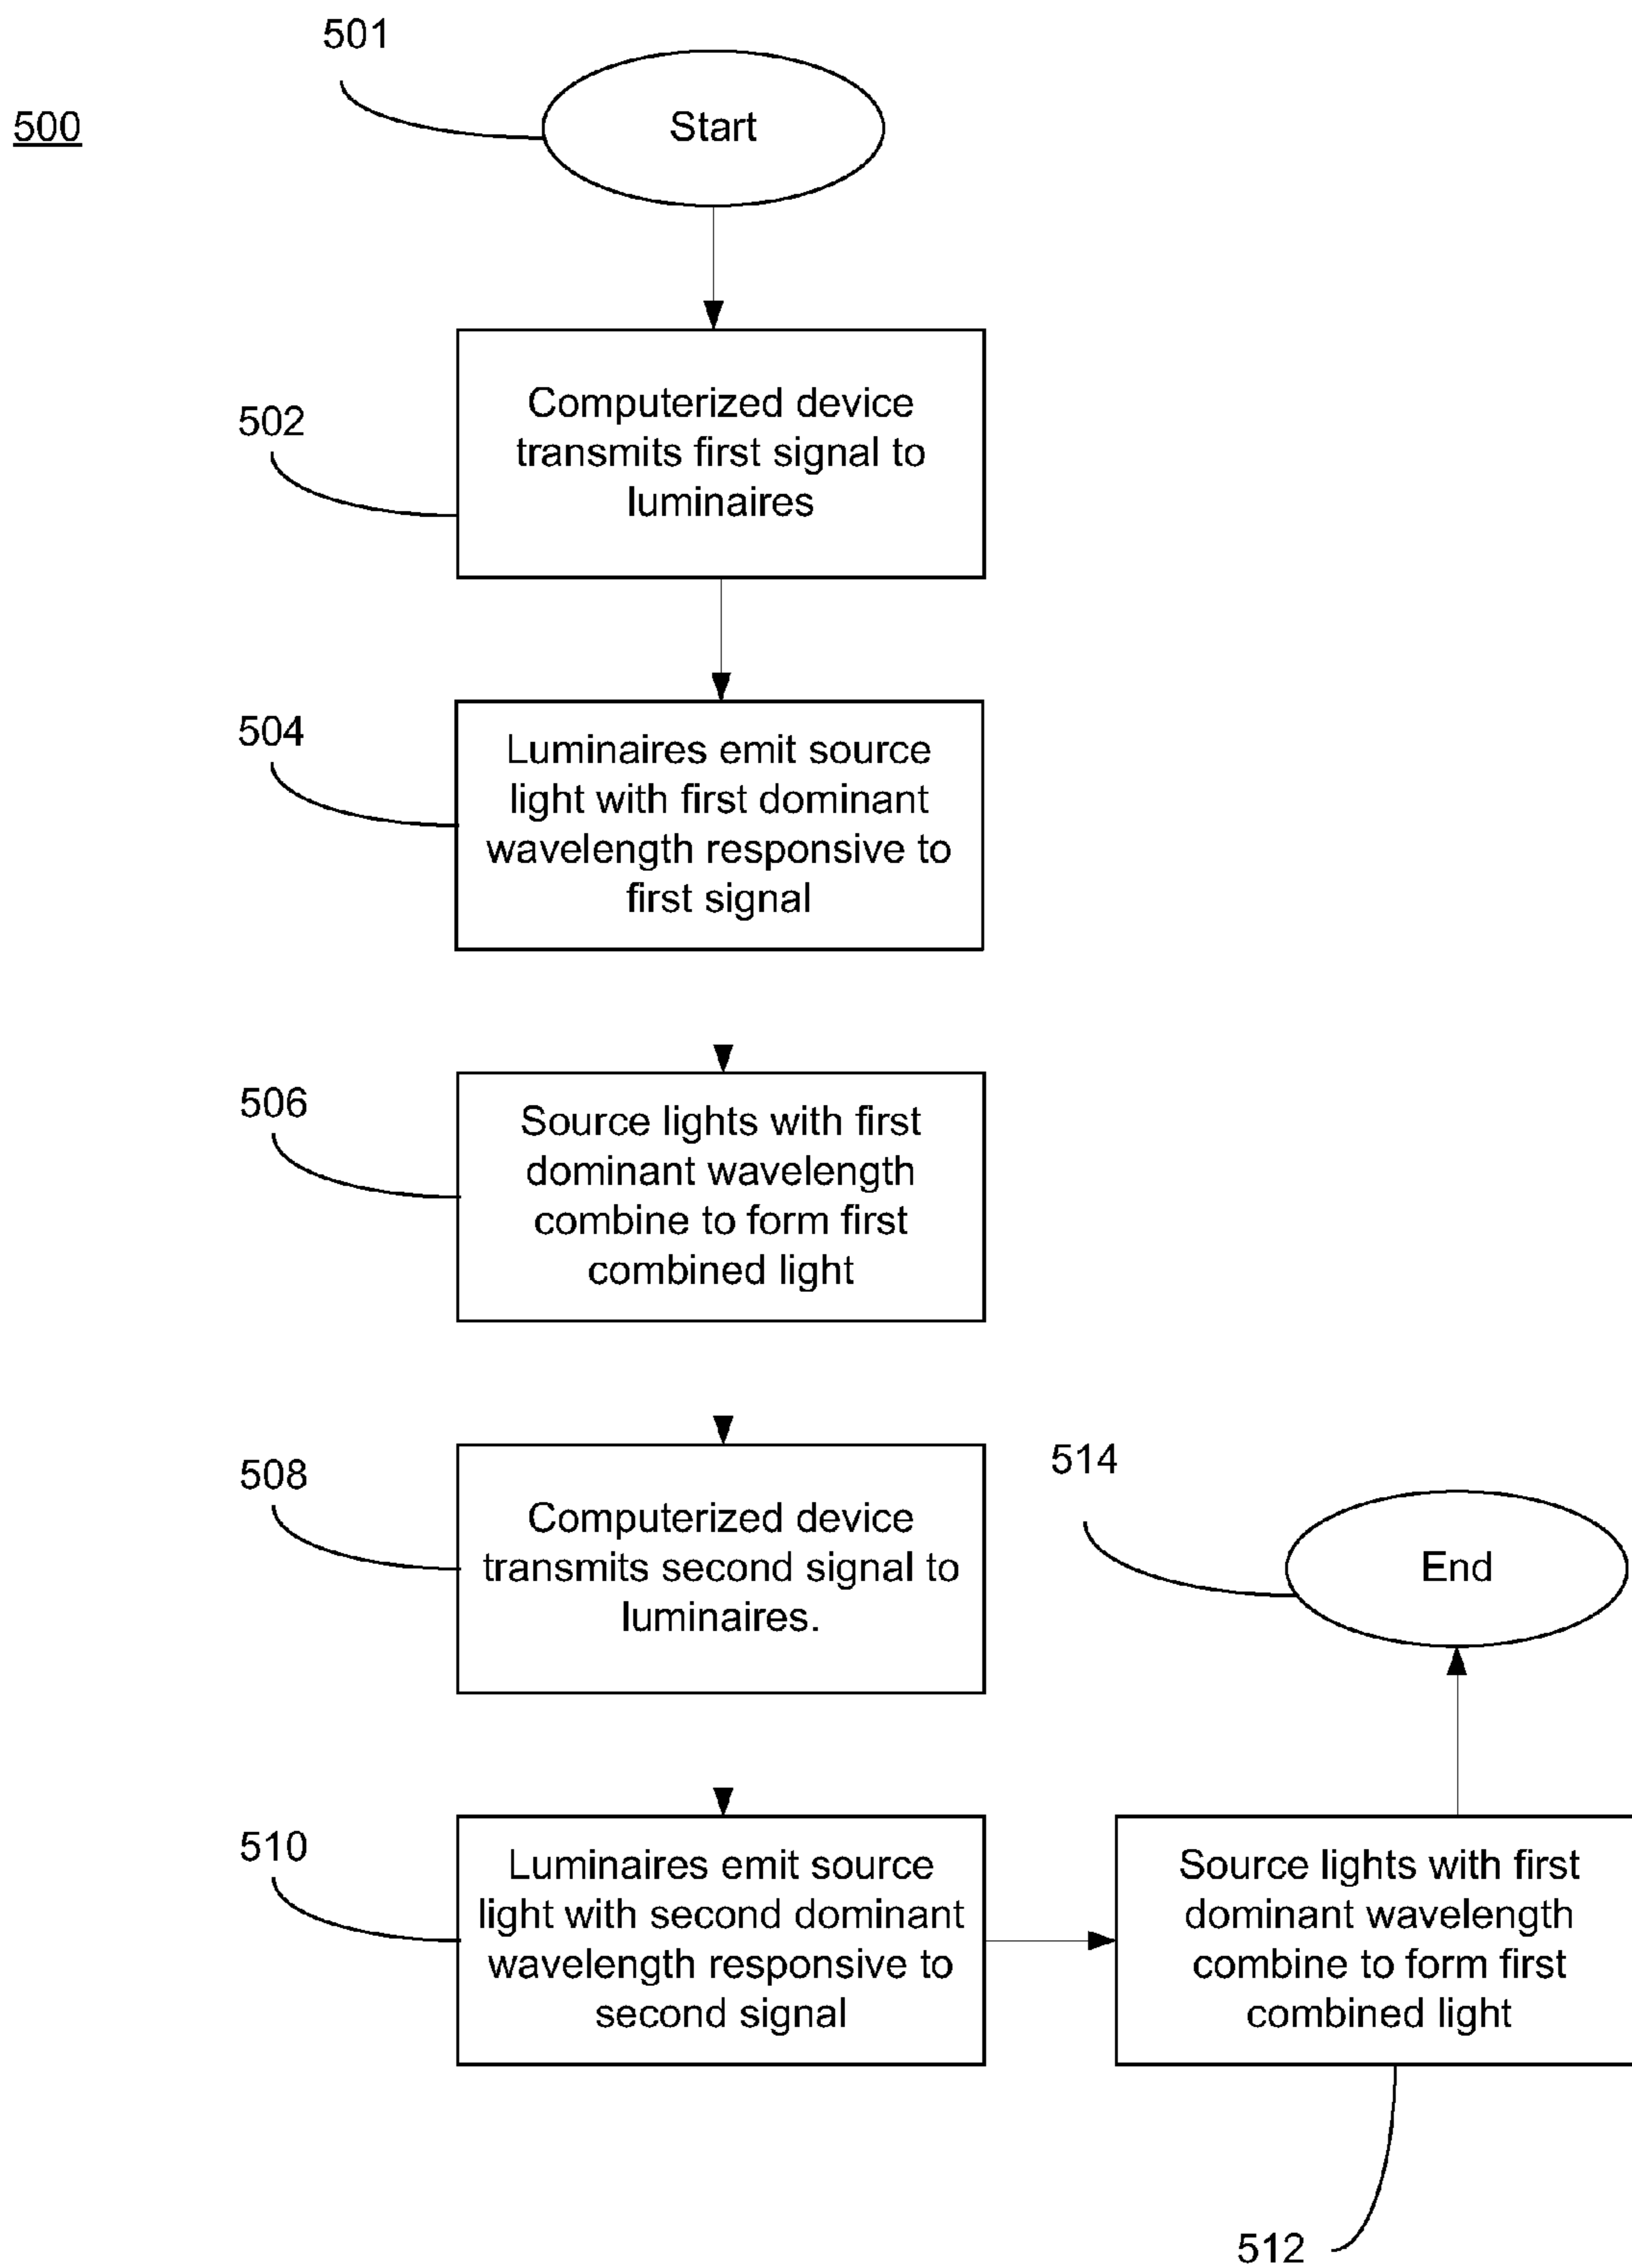 501
500
Start
502
Computerized device
transmits first signal to
luminaires
504
Luminaires emit source
light with first dominant
wavelength responsive to
first signal
506
Source lights with first
dominant wavelength
combine to form first
combined light
508
Computerized device
transmits second signal to
luminaires.
514
End
510
Luminaires emit source
light with second dominant
wavelength responsive to
second signal
Source lights with first
dominant wavelength
combine to form first
combined light
512